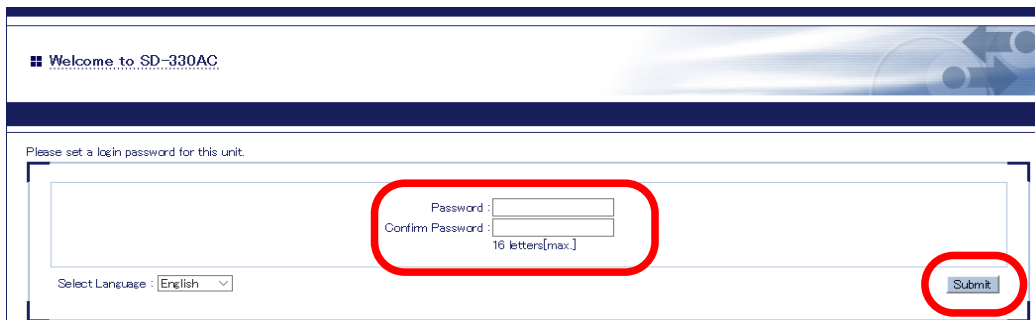 Welcome to SD-330AC
Please set a login password for this unit.
Password :
Confirm Password :
16 letters[max.]
Select Language : English
Submit